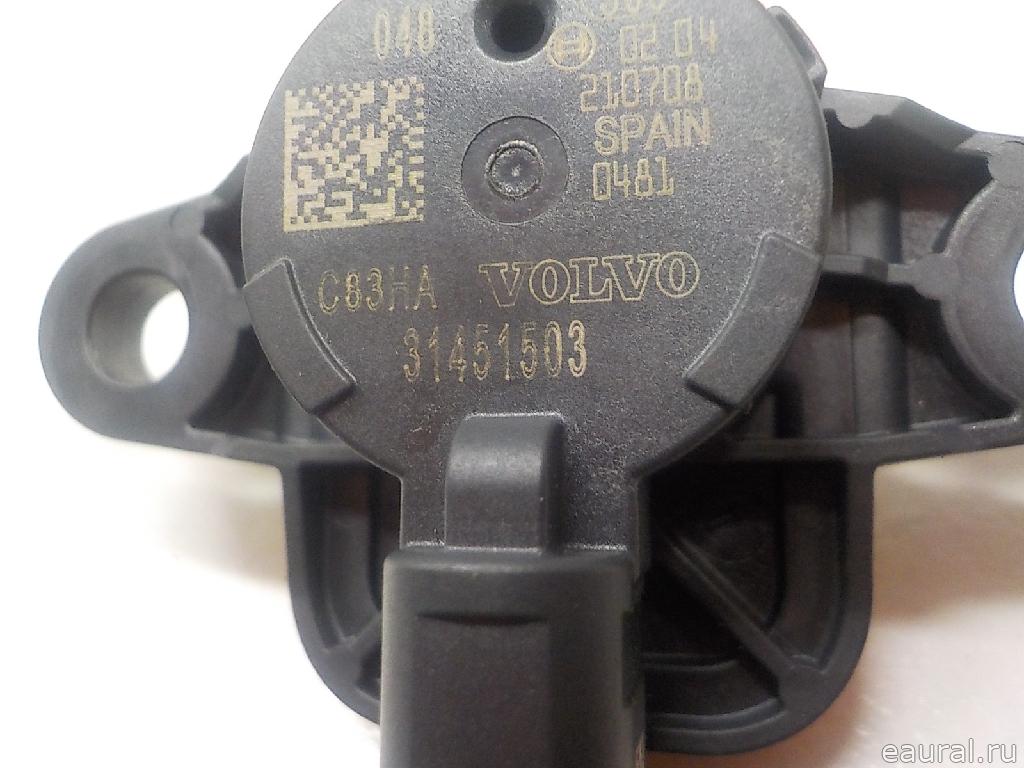 048
02 04
210708
SPAIN
0481
C83HA VOLVO
31451503
eaural.ru